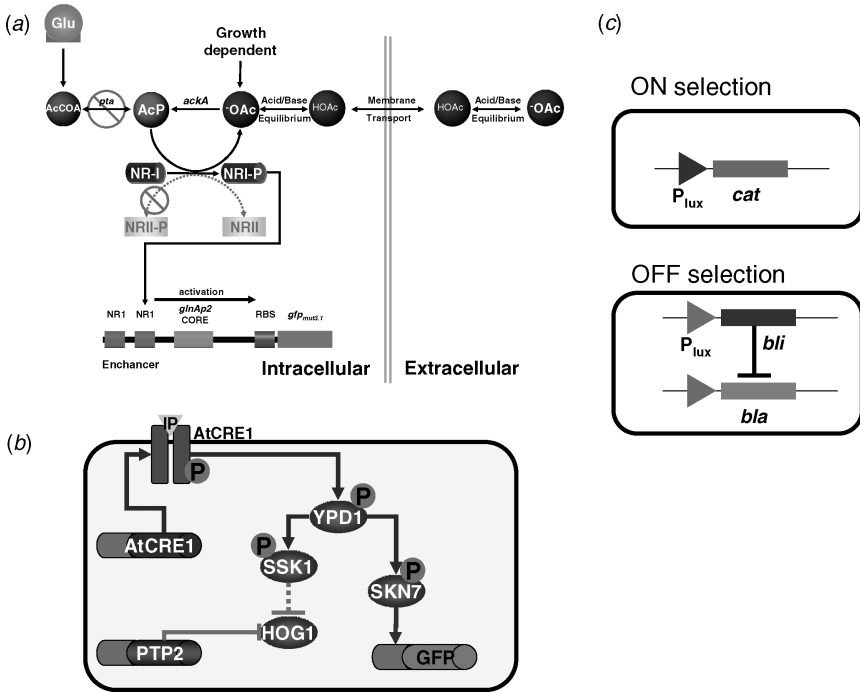 (a)
Glu
Growth
dependent
AcCOA
pta
AcP
ackA
-OAc
Acid/Base
Equilibrium
HOAc
Membrane
Transport
HOAc
Acid/Base
Equilibrium
-OAc
NR-I
NRI-P
NRII-P
NRII
activation
NR1
NR1
glnAp2
CORE
RBS
gfpmut3.1
Enchancer
Intracellular
Extracellular
(b)
IP
AtCRE1
P
P
YPD1
AtCRE1
P
SSK1
P
SKN7
HOG1
PTP2
GFP
(c)
ON selection
Plux
cat
OFF selection
Plux
bli
bla